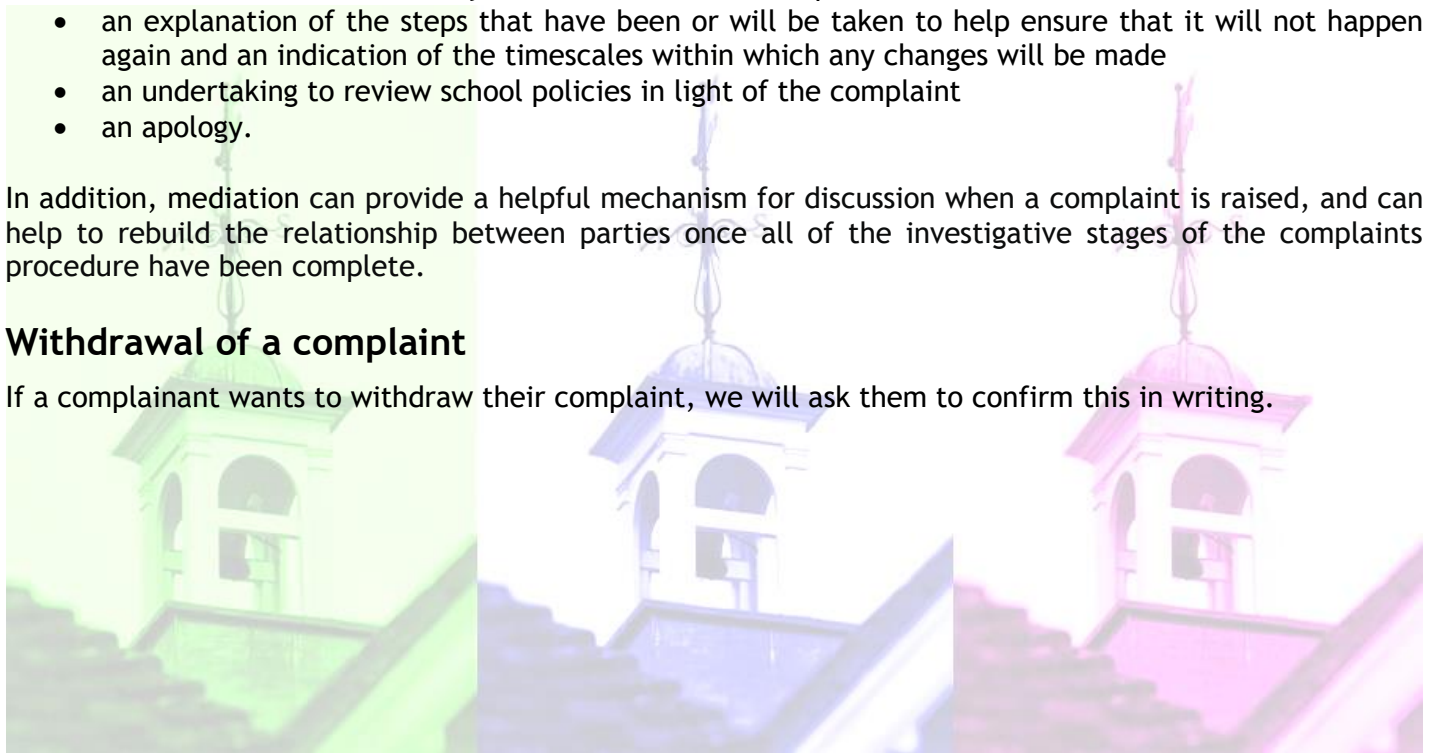 • an explanation of the steps that have been or will be taken to help ensure that it will not happen
again and an indication of the timescales within which any changes will be made
• an undertaking to review school policies in light of the complaint
• an apology.
In addition, mediation can provide a helpful mechanism for discussion when a complaint is raised, and can
help to rebuild the relationship between parties once all of the investigative stages of the complaints
procedure have been complete.
Withdrawal of a complaint
If a complainant wants to withdraw their complaint, we will ask them to confirm this in writing.